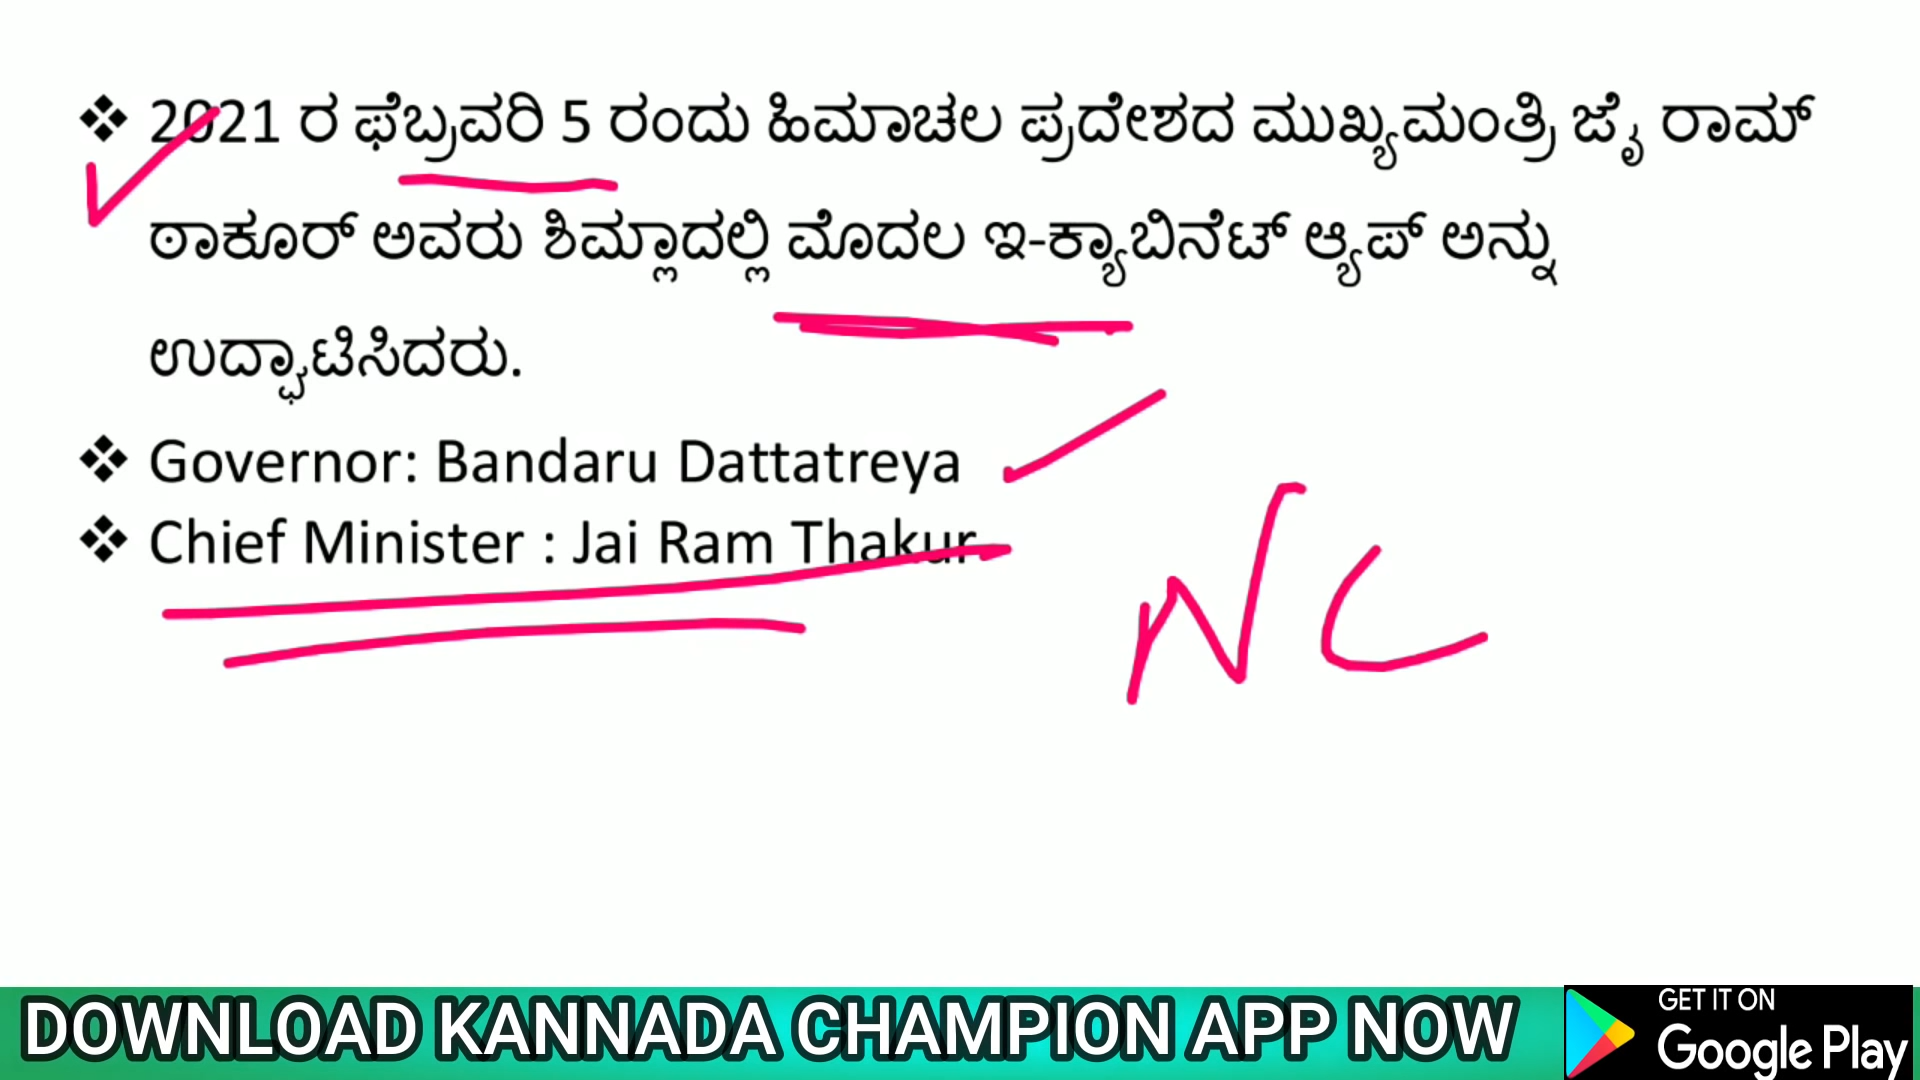 ❖ 2021 ರ ಫೆಬ್ರವರಿ 5 ರಂದು ಹಿಮಾಚಲ ಪ್ರದೇಶದ ಮುಖ್ಯಮಂತ್ರಿ ಜೈ ರಾಮ್
ಠಾಕೂರ್ ಅವರು ಶಿಮ್ಲಾದಲ್ಲಿ ಮೊದಲ ಇ-ಕ್ಯಾಬಿನೆಟ್ ಆ್ಯಪ್ ಅನ್ನು
ಉದ್ಘಾಟಿಸಿದರು.
❖ Governor: Bandaru Dattatreya
❖ Chief Minister : Jai Ram Thakur
NC
DOWNLOAD KANNADA CHAMPION APP NOW
GET IT ON
Google Play